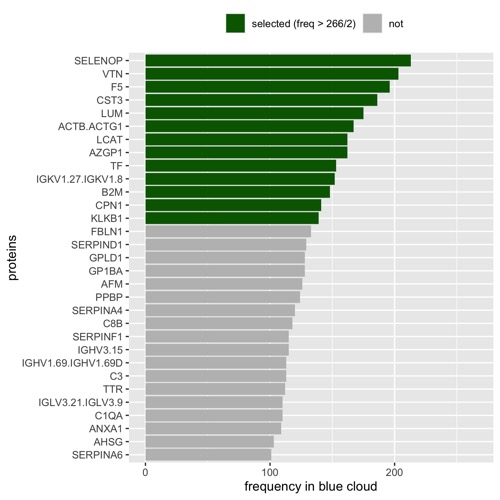 selected (freq > 266/2)
not
proteins
SELENOP
VTN
F5
CST3
LUM
ACTB.ACTG1
LCAT
AZGP1
TF
IGKV1.27.IGKV1.8
B2M
CPN1
KLKB1
FBLN1
SERPIND1
GPLD1
GP1BA
AFM
PPBP
SERPINA4
C8B
SERPINF1
IGHV3.15
IGHV1.69.IGHV1.69D
C3
TTR
IGLV3.21.IGLV3.9
C1QA
ANXA1
AHSG
SERPINA6
0 100 200
frequency in blue cloud